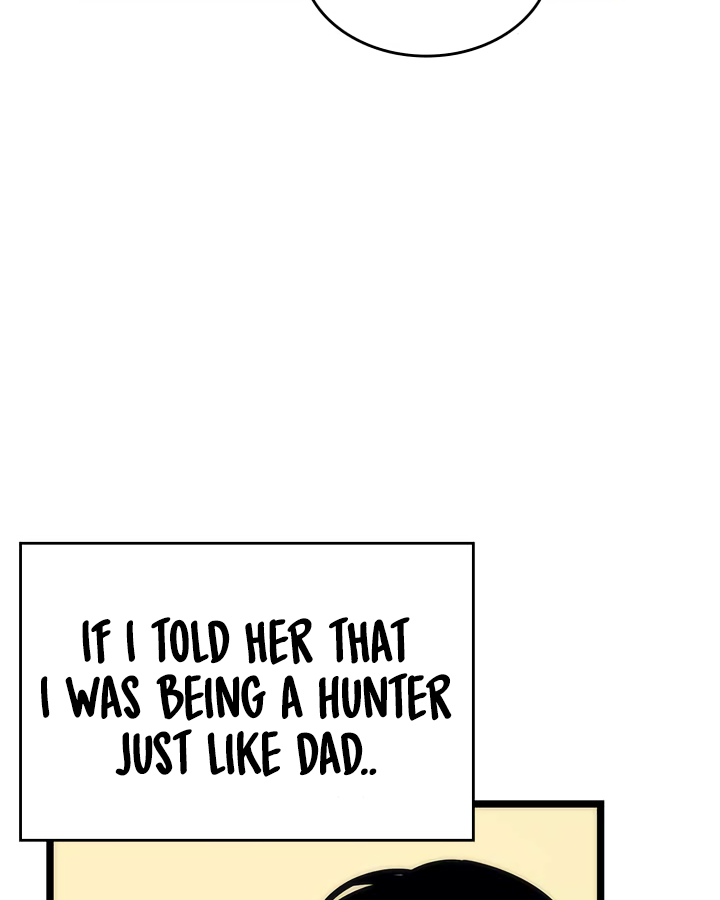 IF I TOLD HER THAT
I WAS BEING A HUNTER
JUST LIKE DAD..